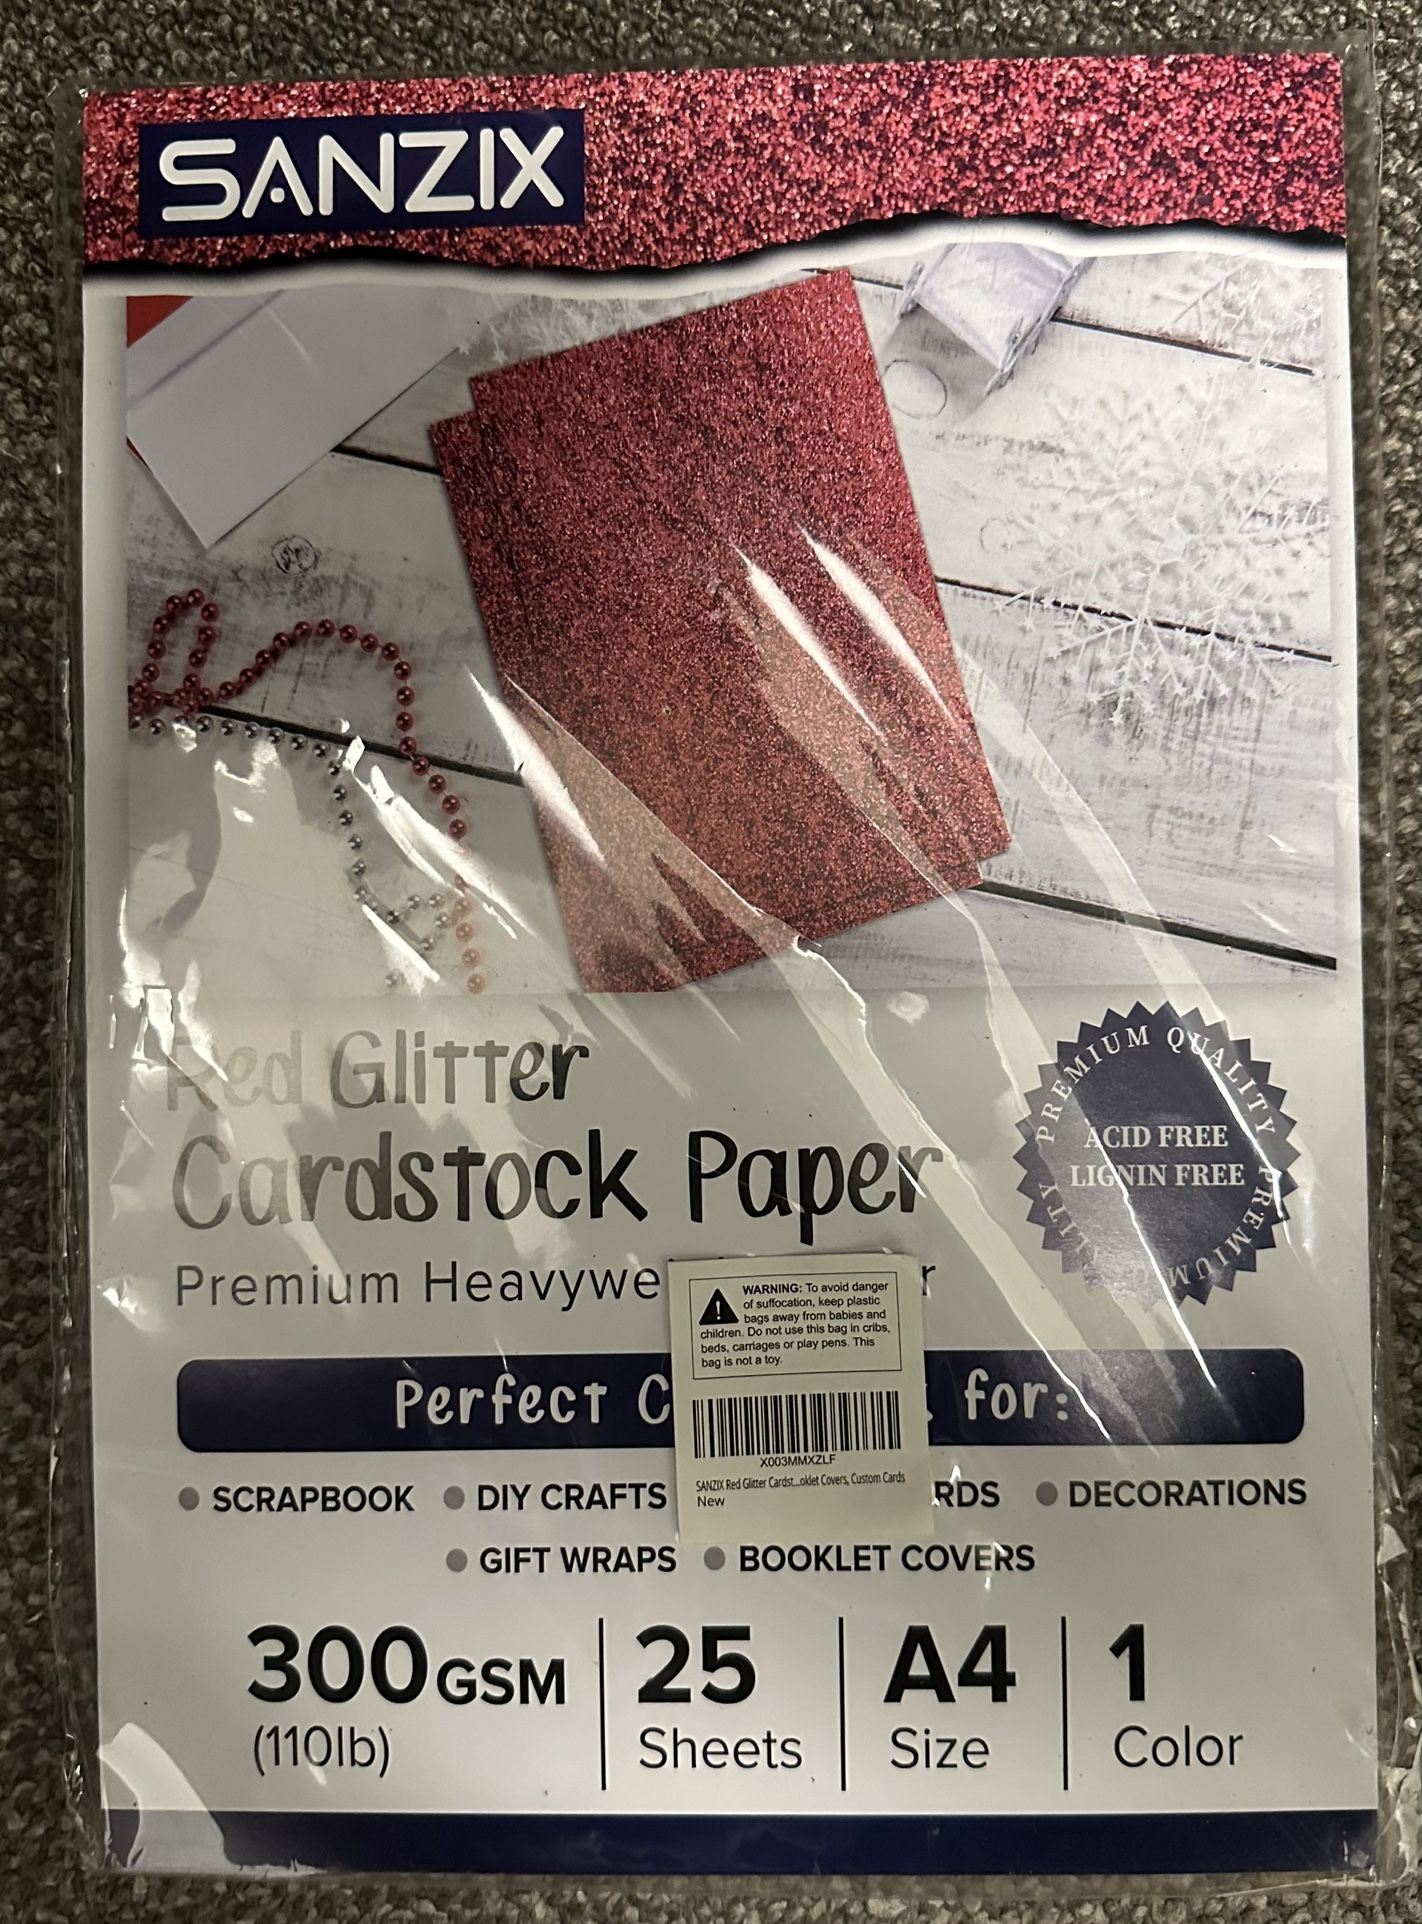 SANZIX
Red Glitter
Cardstock Paper
Premium Heavywe
PREMIUM QUALITY PREMIUM
ACID FREE
LIGNIN FREE
WARNING: To avoid danger
of suffocation, keep plastic
bags away from babies and
children. Do not use this bag in cribs,
beds, carriages or play pens. This
bag is not a toy.
X003MMXZLF
SANZIX Red Glitter Cardst...oklet Covers, Custom Cards
New
Perfect C for:
SCRAPBOOK DIY CRAFTS RDS DECORATIONS
GIFT WRAPS BOOKLET COVERS
300 GSM 25 A4 1
(110lb) Sheets Size Color